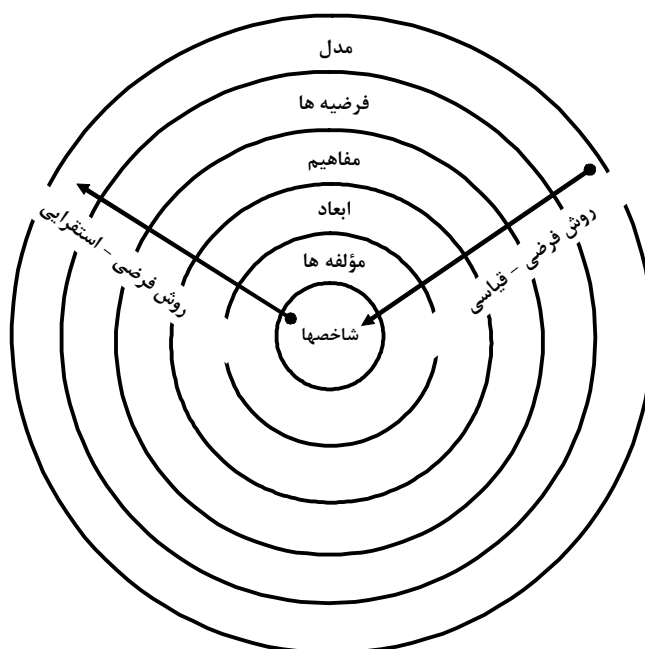 مدل
فرضیه ها
مفاهیم
ابعاد
مؤلفه ها
شاخصها
روش فرضی - قیاسی
روش فرضی - استقرایی